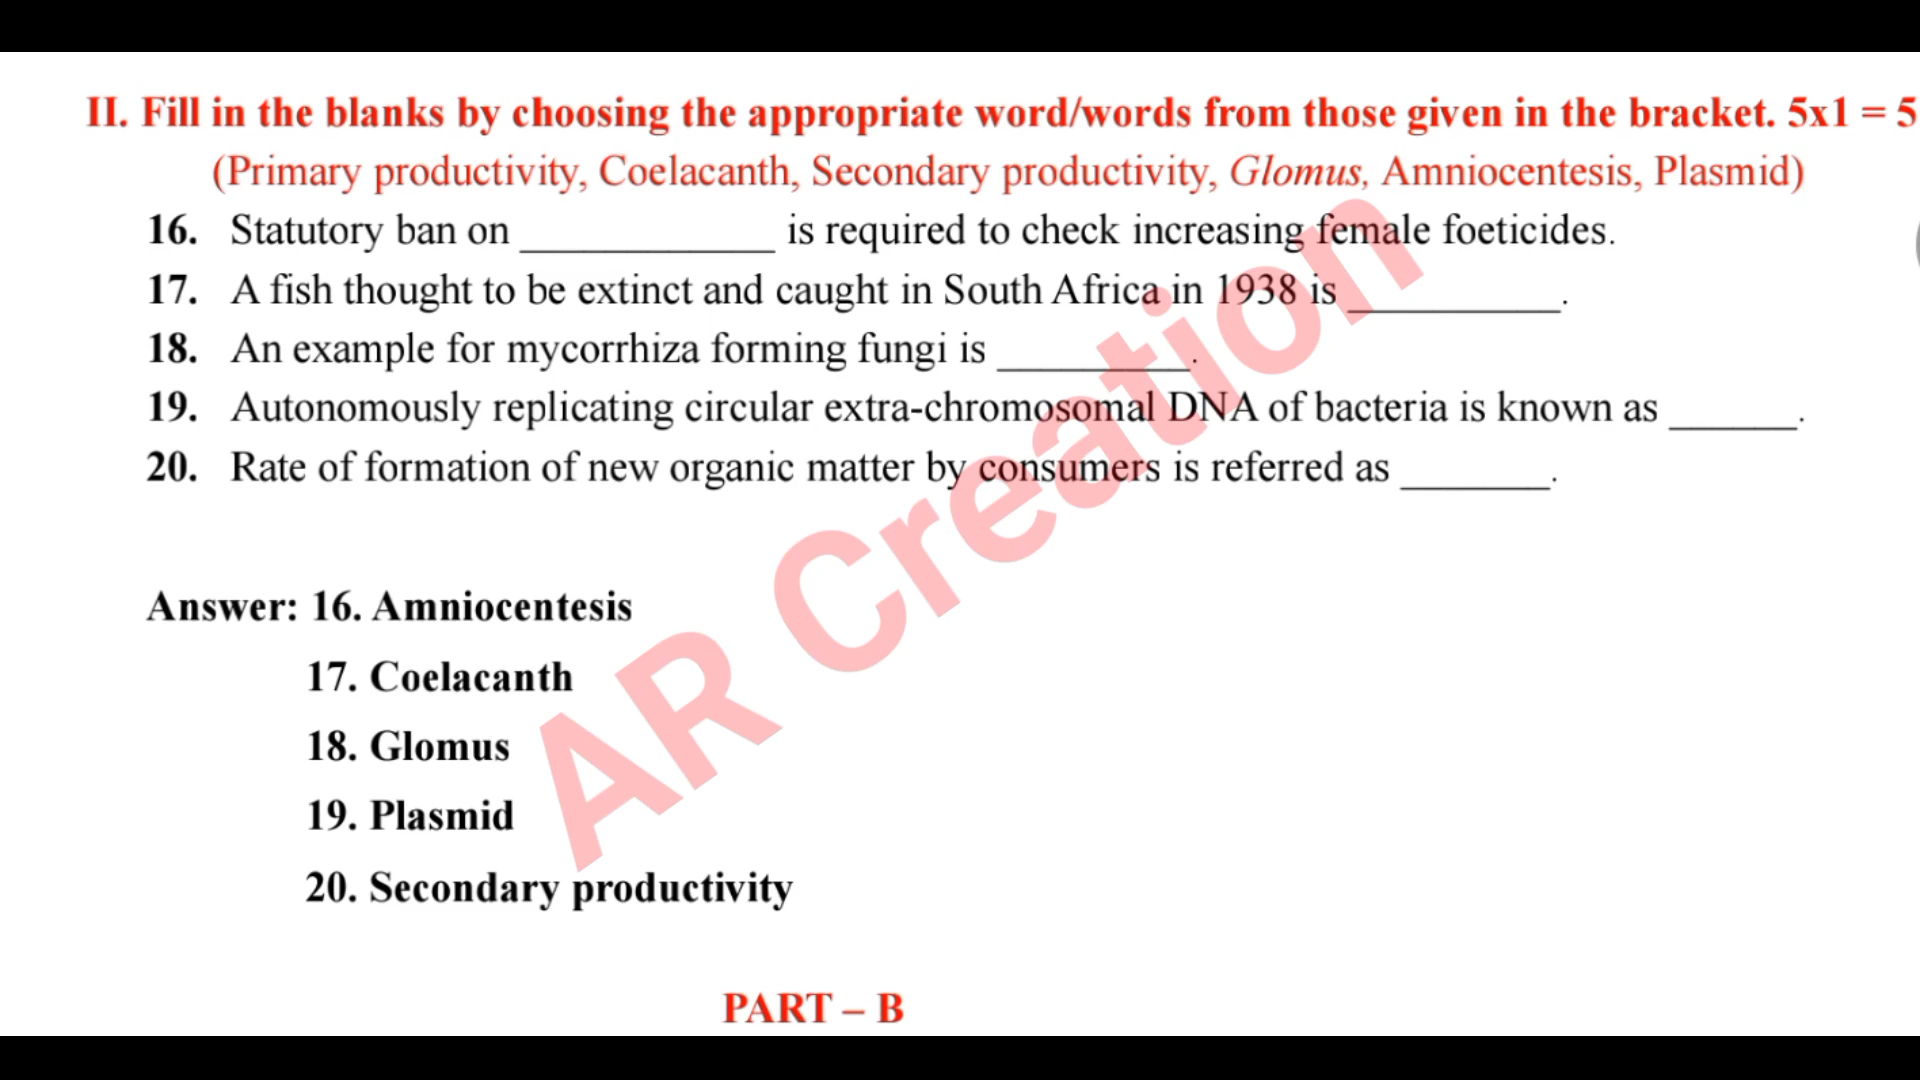 II. Fill in the blanks by choosing the appropriate word/words from those given in the bracket. 5x1 = 5
(Primary productivity, Coelacanth, Secondary productivity, Glomus, Amniocentesis, Plasmid)
16. Statutory ban on ____________ is required to check increasing female foeticides.
17. A fish thought to be extinct and caught in South Africa in 1938 is __________.
18. An example for mycorrhiza forming fungi is _________.
19. Autonomously replicating circular extra-chromosomal DNA of bacteria is known as ______.
20. Rate of formation of new organic matter by consumers is referred as _______.
Answer: 16. Amniocentesis
17. Coelacanth
18. Glomus
19. Plasmid
20. Secondary productivity
PART – B
AR Creation